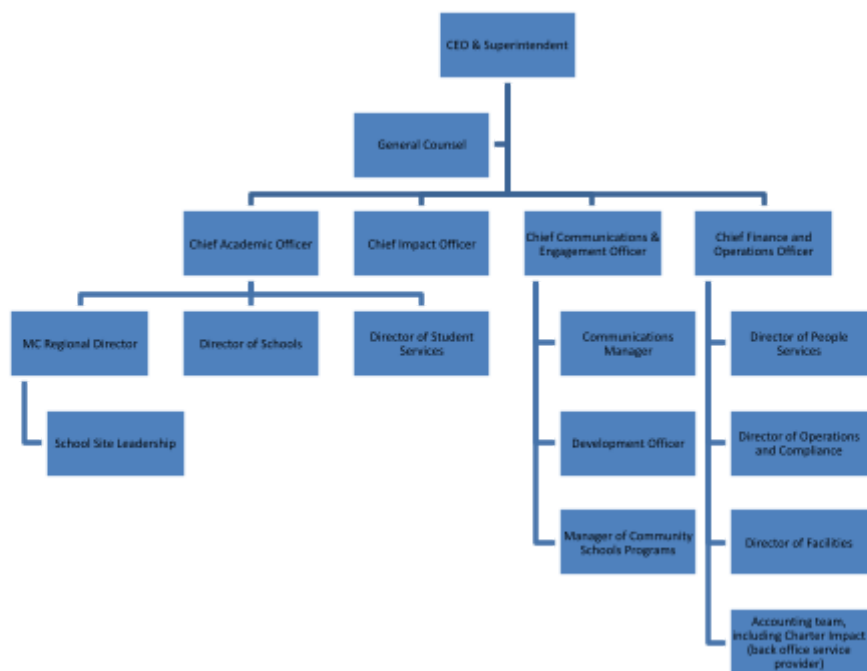 CEO & Superintendent
General Counsel
Chief Academic Officer
Chief Impact Officer
Chief Communications &
Engagement Officer
Chief Finance and
Operations Officer
MC Regional Director
Director of Schools
Director of Student
Services
Communications
Manager
Director of People
Services
School Site Leadership
Development Officer
Director of Operations
and Compliance
Manager of Community
Schools Programs
Director of Facilities
Accounting team,
including Charter Impact
(back office service
provider)